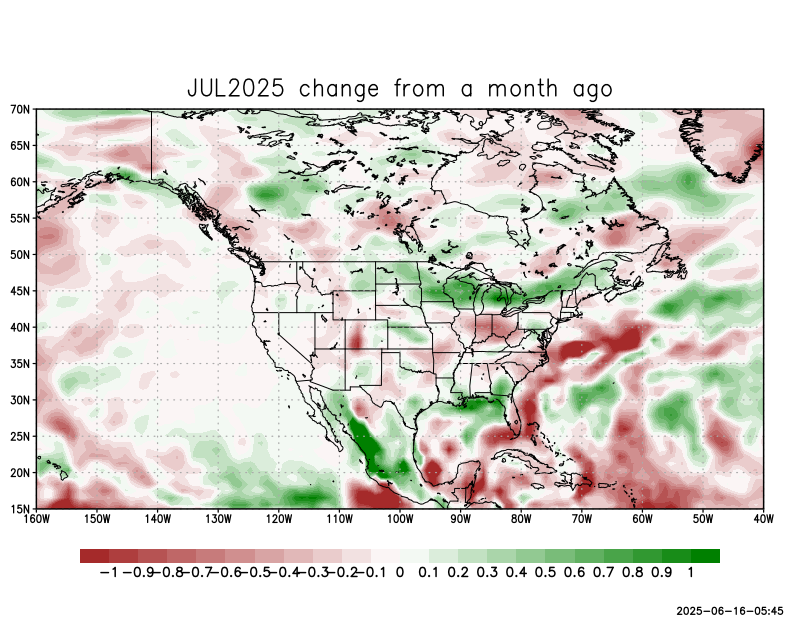 JUL2025 change from a month ago
70N
65N
60N
55N
50N
45N
40N
35N
30N
25N
20N
15N
160W 150W 140W 130W 120W 110W 100W 90W 80W 70W 60W 50W 40W
−1 −0.9 −0.8 −0.7 −0.6 −0.5 −0.4 −0.3 −0.2 −0.1 0 0.1 0.2 0.3 0.4 0.5 0.6 0.7 0.8 0.9 1
2025−06−16−05:45